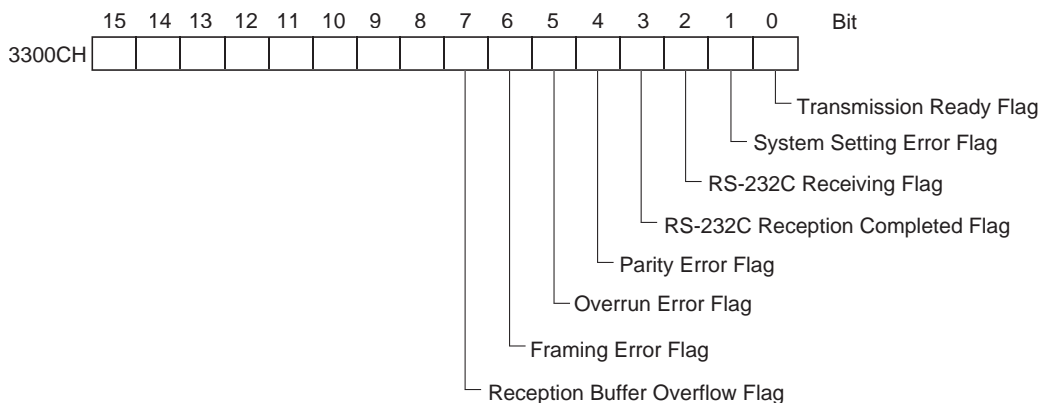 15 14 13 12 11 10 9 8 7 6 5 4 3 2 1 0 Bit
3300CH
Transmission Ready Flag
System Setting Error Flag
RS-232C Receiving Flag
RS-232C Reception Completed Flag
Parity Error Flag
Overrun Error Flag
Framing Error Flag
Reception Buffer Overflow Flag